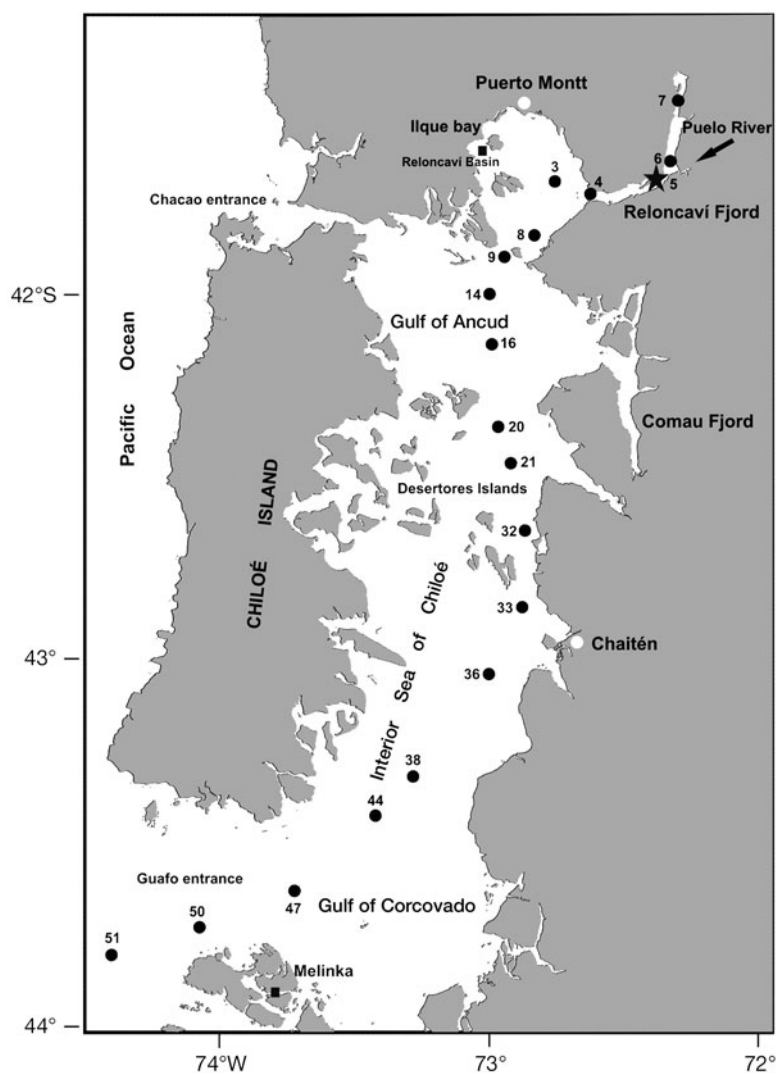 Puerto Montt
7
Ilque bay
Puelo River
Reloncaví Basin
3
4
6
5
Chacao entrance
Reloncaví Fjord
8
9
42°S
14
Gulf of Ancud
16
Pacific Ocean
20
Comau Fjord
21
Desertores Islands
CHILOÉ ISLAND
32
Interior Sea of Chiloé
33
43°
Chaitén
36
38
44
Guafo entrance
47
Gulf of Corcovado
50
51
Melinka
44°
74°W
73°
72°